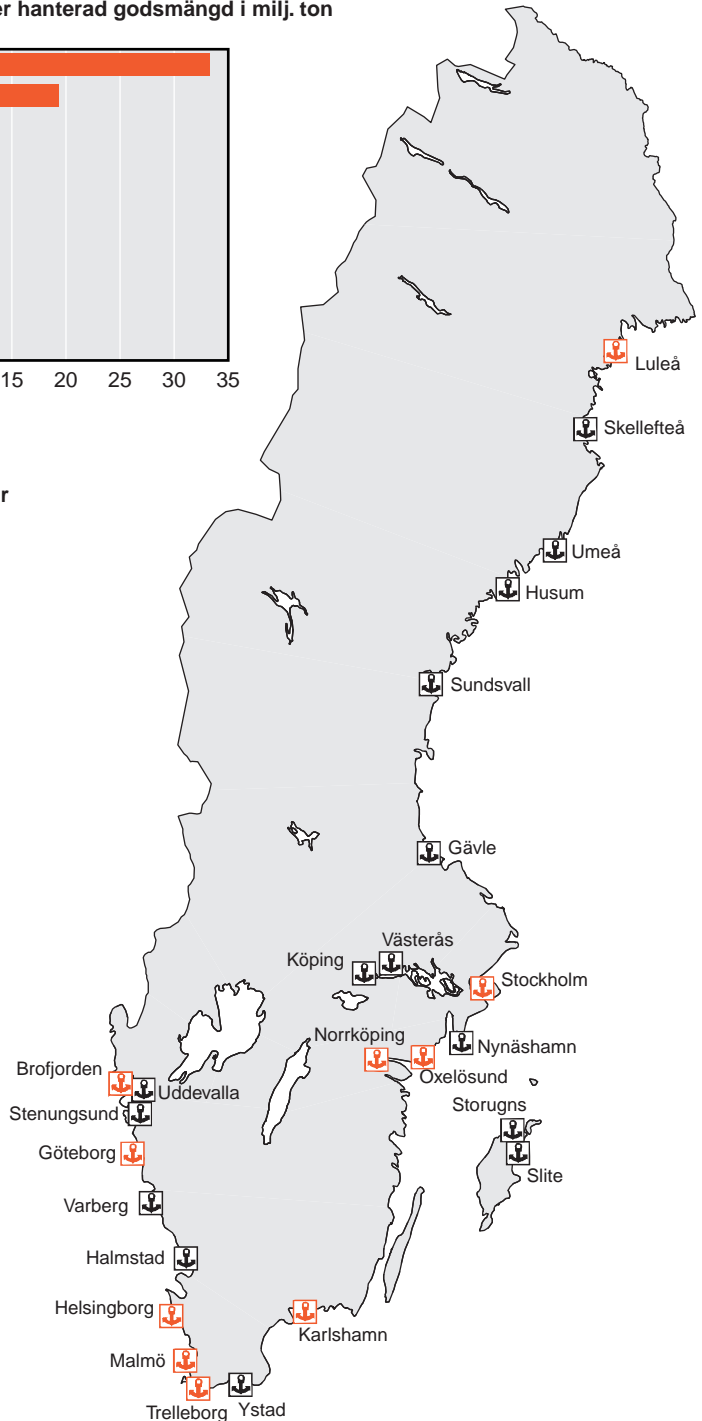 er hanterad godsmängd i milj. ton
15 20 25 30 35
r
Luleå
Skellefteå
Umeå
Husum
Sundsvall
Gävle
Västerås
Köping
Stockholm
Norrköping
Nynäshamn
Oxelösund
Brofjorden
Uddevalla
Storugns
Stenungsund
Göteborg
Slite
Varberg
Halmstad
Helsingborg
Karlshamn
Malmö
Ystad
Trelleborg